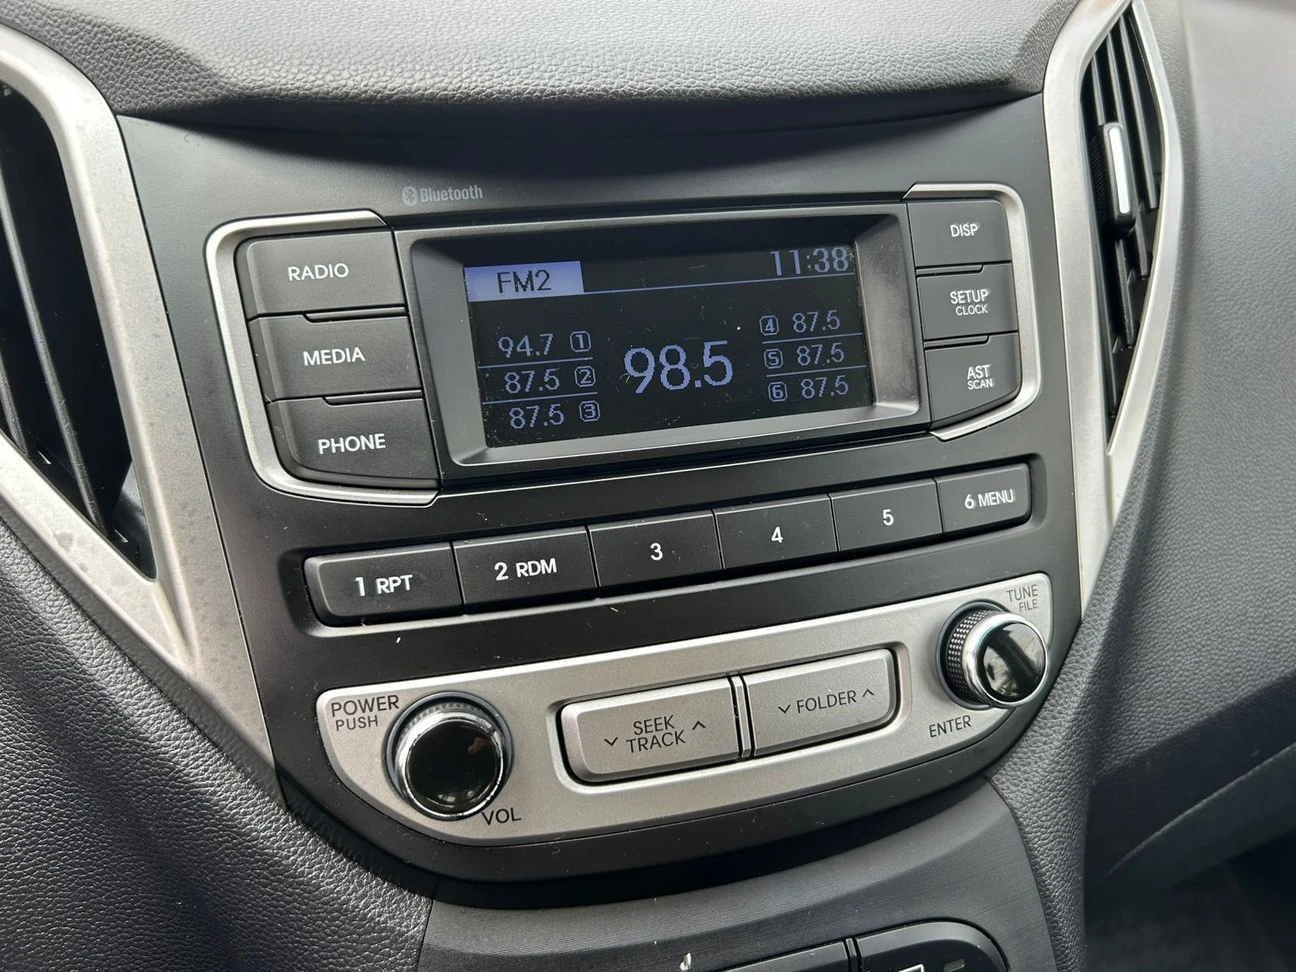 Bluetooth
RADIO
MEDIA
PHONE
FM2
11:38
94.7 1
87.5 2
87.5 3
98.5
4 87.5
5 87.5
6 87.5
DISP
SETUP
CLOCK
AST
SCAN
1 RPT
2 RDM
3
4
5
6 MENU
POWER
PUSH
VOL
SEEK
TRACK
FOLDER
TUNE
FILE
ENTER